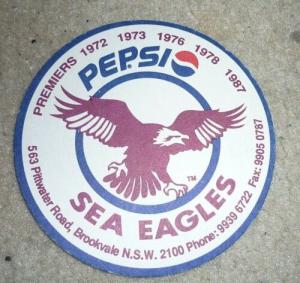 PREMIERS 1972 1973 1976 1978 1987
PEPSI
TM
SEA EAGLES
563 Pittwater Road, Brookvale N.S.W. 2100 Phone: 9939 6722 Fax: 9905 0787